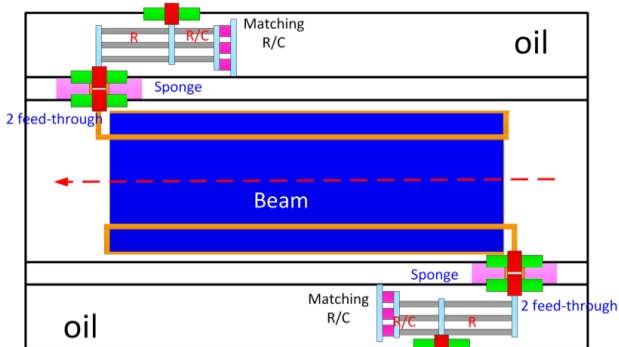 Matching
R/C
R
R/C
oil
Sponge
2 feed-through
Beam
Sponge
Matching
R/C
2 feed-through
R/C
R
oil